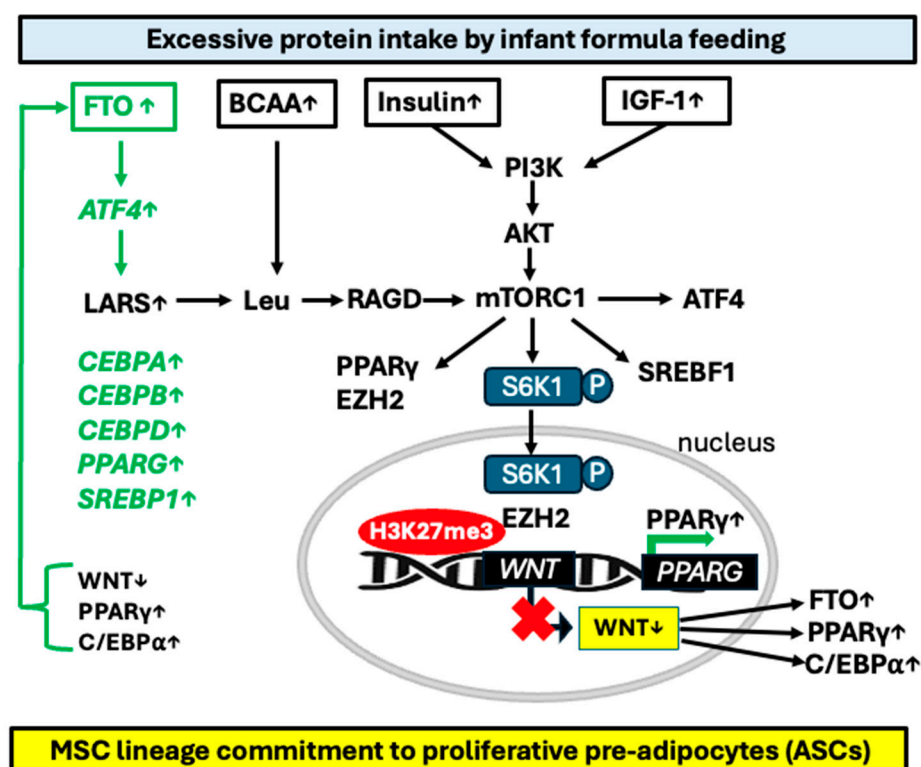 Excessive protein intake by infant formula feeding
FTO↑
BCAA↑
Insulin↑
IGF-1↑
PI3K
ATF4↑
AKT
LARS↑
Leu
RAGD
mTORC1
ATF4
CEBPA↑
CEBPB↑
CEBPD↑
PPARG↑
SREBP1↑
PPARγ
EZH2
S6K1 P
SREBF1
nucleus
S6K1 P
EZH2
H3K27me3
PPARγ↑
WNT
PPARG
WNT↓
PPARγ↑
C/EBPα↑
WNT↓
FTO↑
PPARγ↑
C/EBPα↑
MSC lineage commitment to proliferative pre-adipocytes (ASCs)